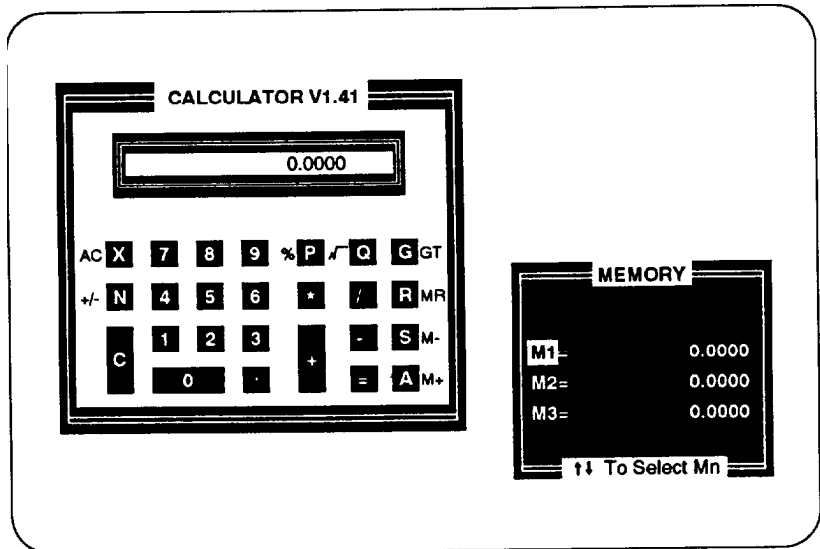 CALCULATOR V1.41
0.0000
AC X 7 8 9 % P √ Q G GT
+/- N 4 5 6 * / R MR
C 1 2 3 + - S M-
0 . = A M+
MEMORY
M1= 0.0000
M2= 0.0000
M3= 0.0000
↑↓ To Select Mn